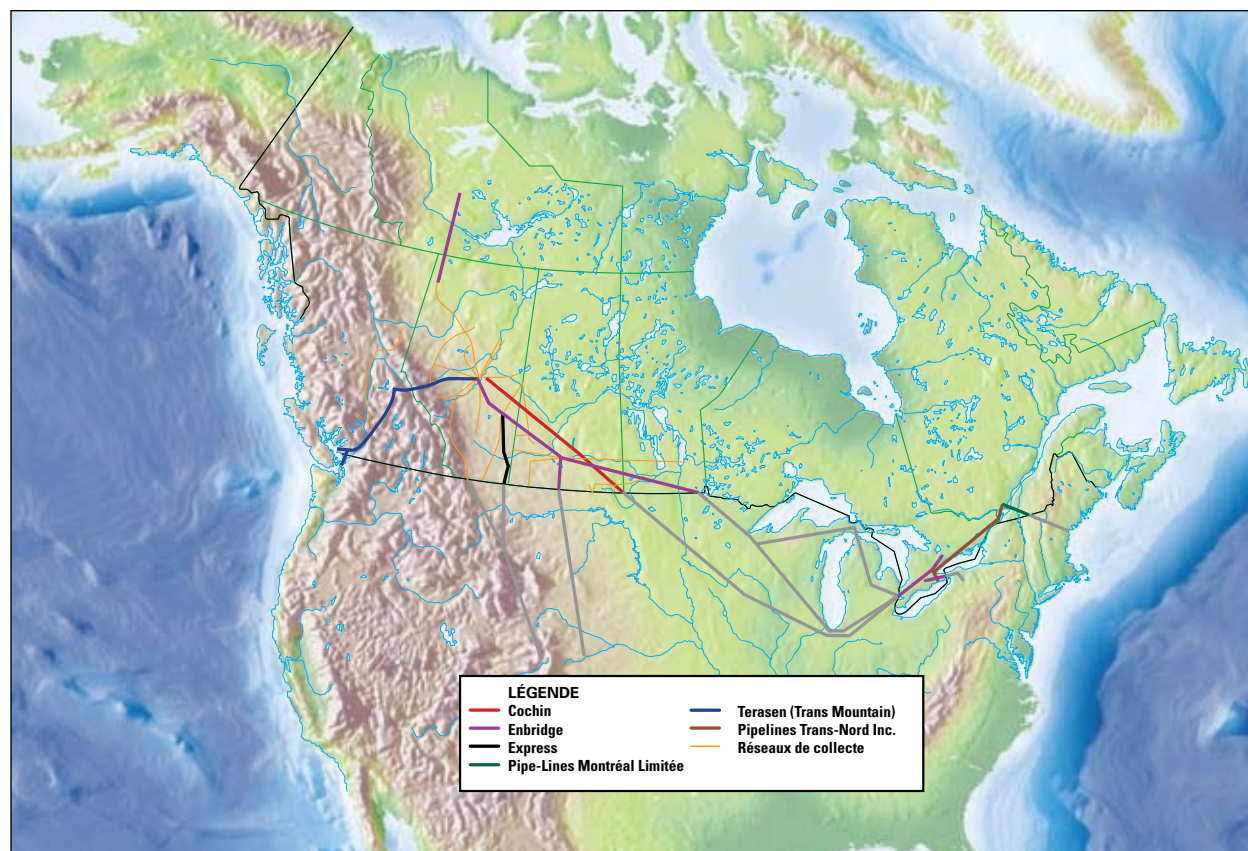 LÉGENDE
Cochin
Enbridge
Express
Pipe-Lines Montréal Limitée
Terasen (Trans Mountain)
Pipelines Trans-Nord Inc.
Réseaux de collecte